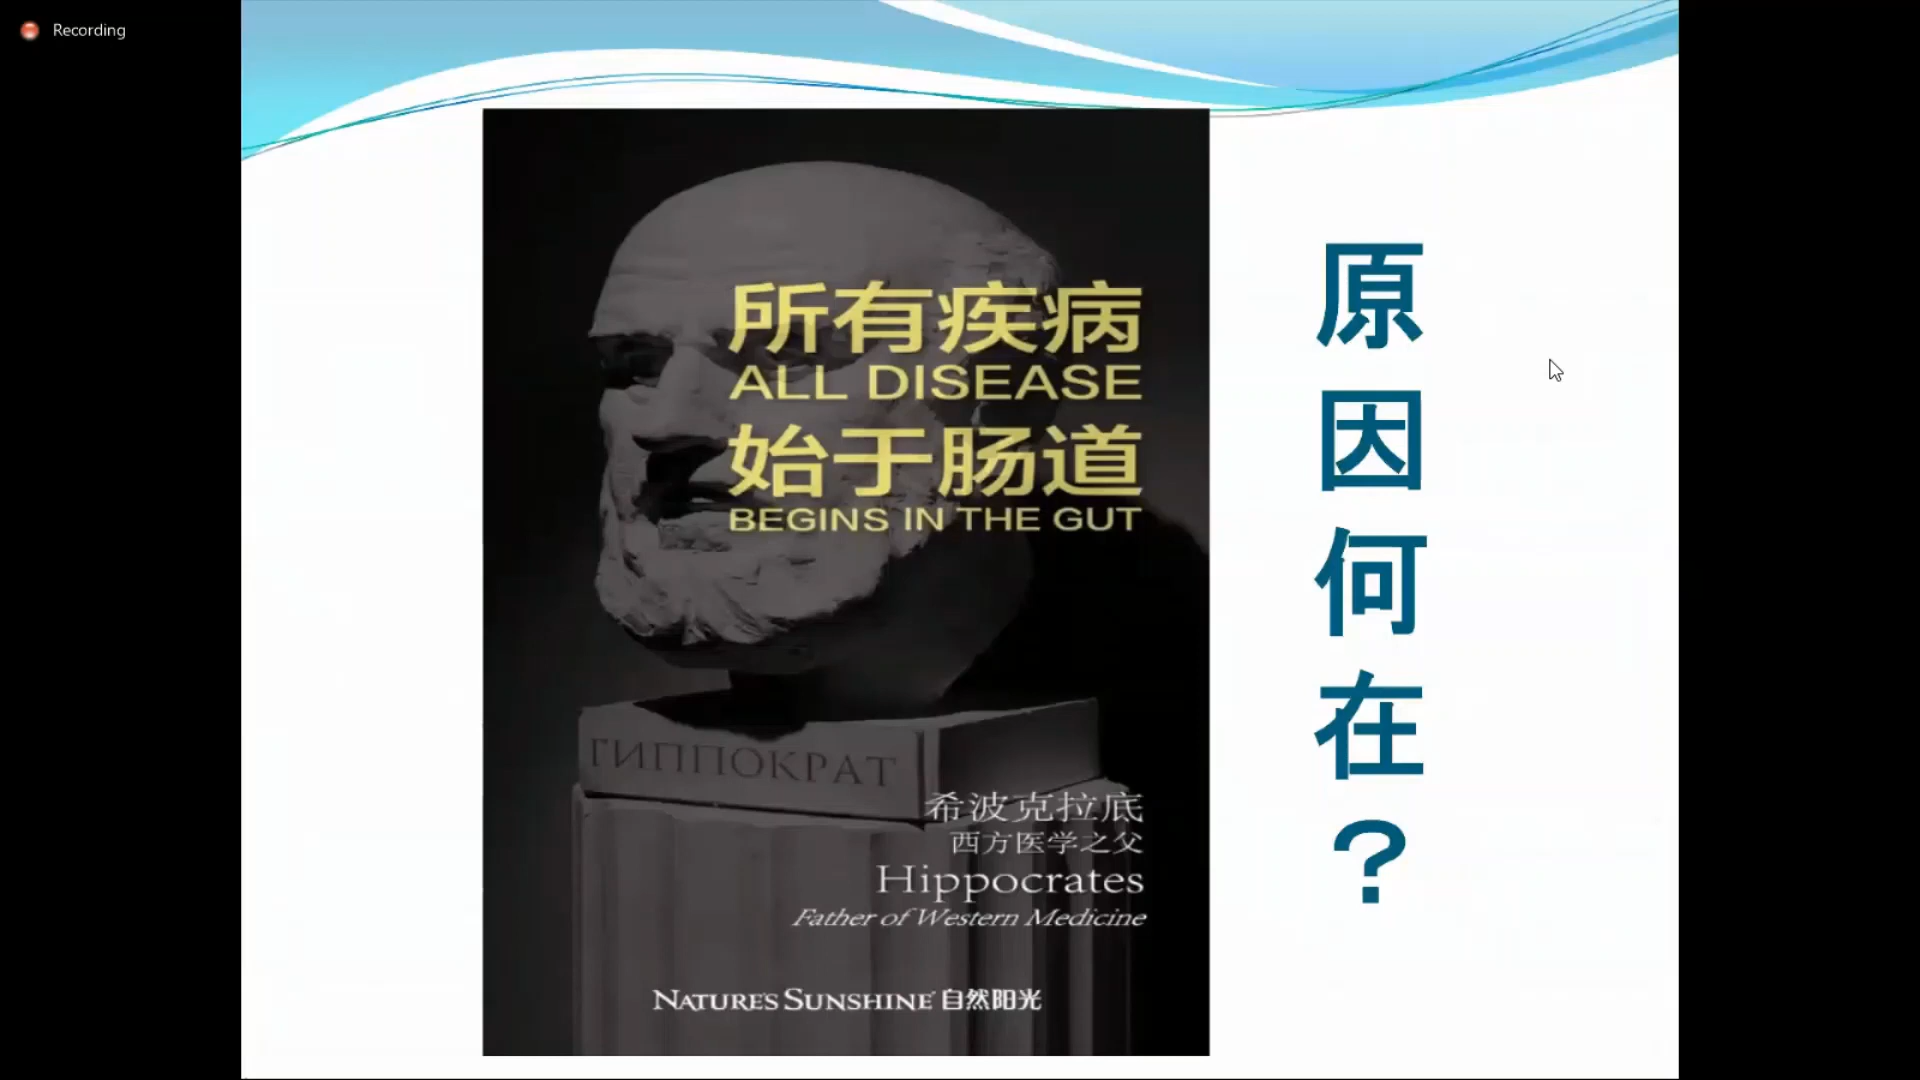 Recording
所有疾病
ALL DISEASE
始于肠道
BEGINS IN THE GUT
ГИППОКРАТ
希波克拉底
西方医学之父
Hippocrates
Father of Western Medicine
NATURE'S SUNSHINE 自然阳光
原因何在？